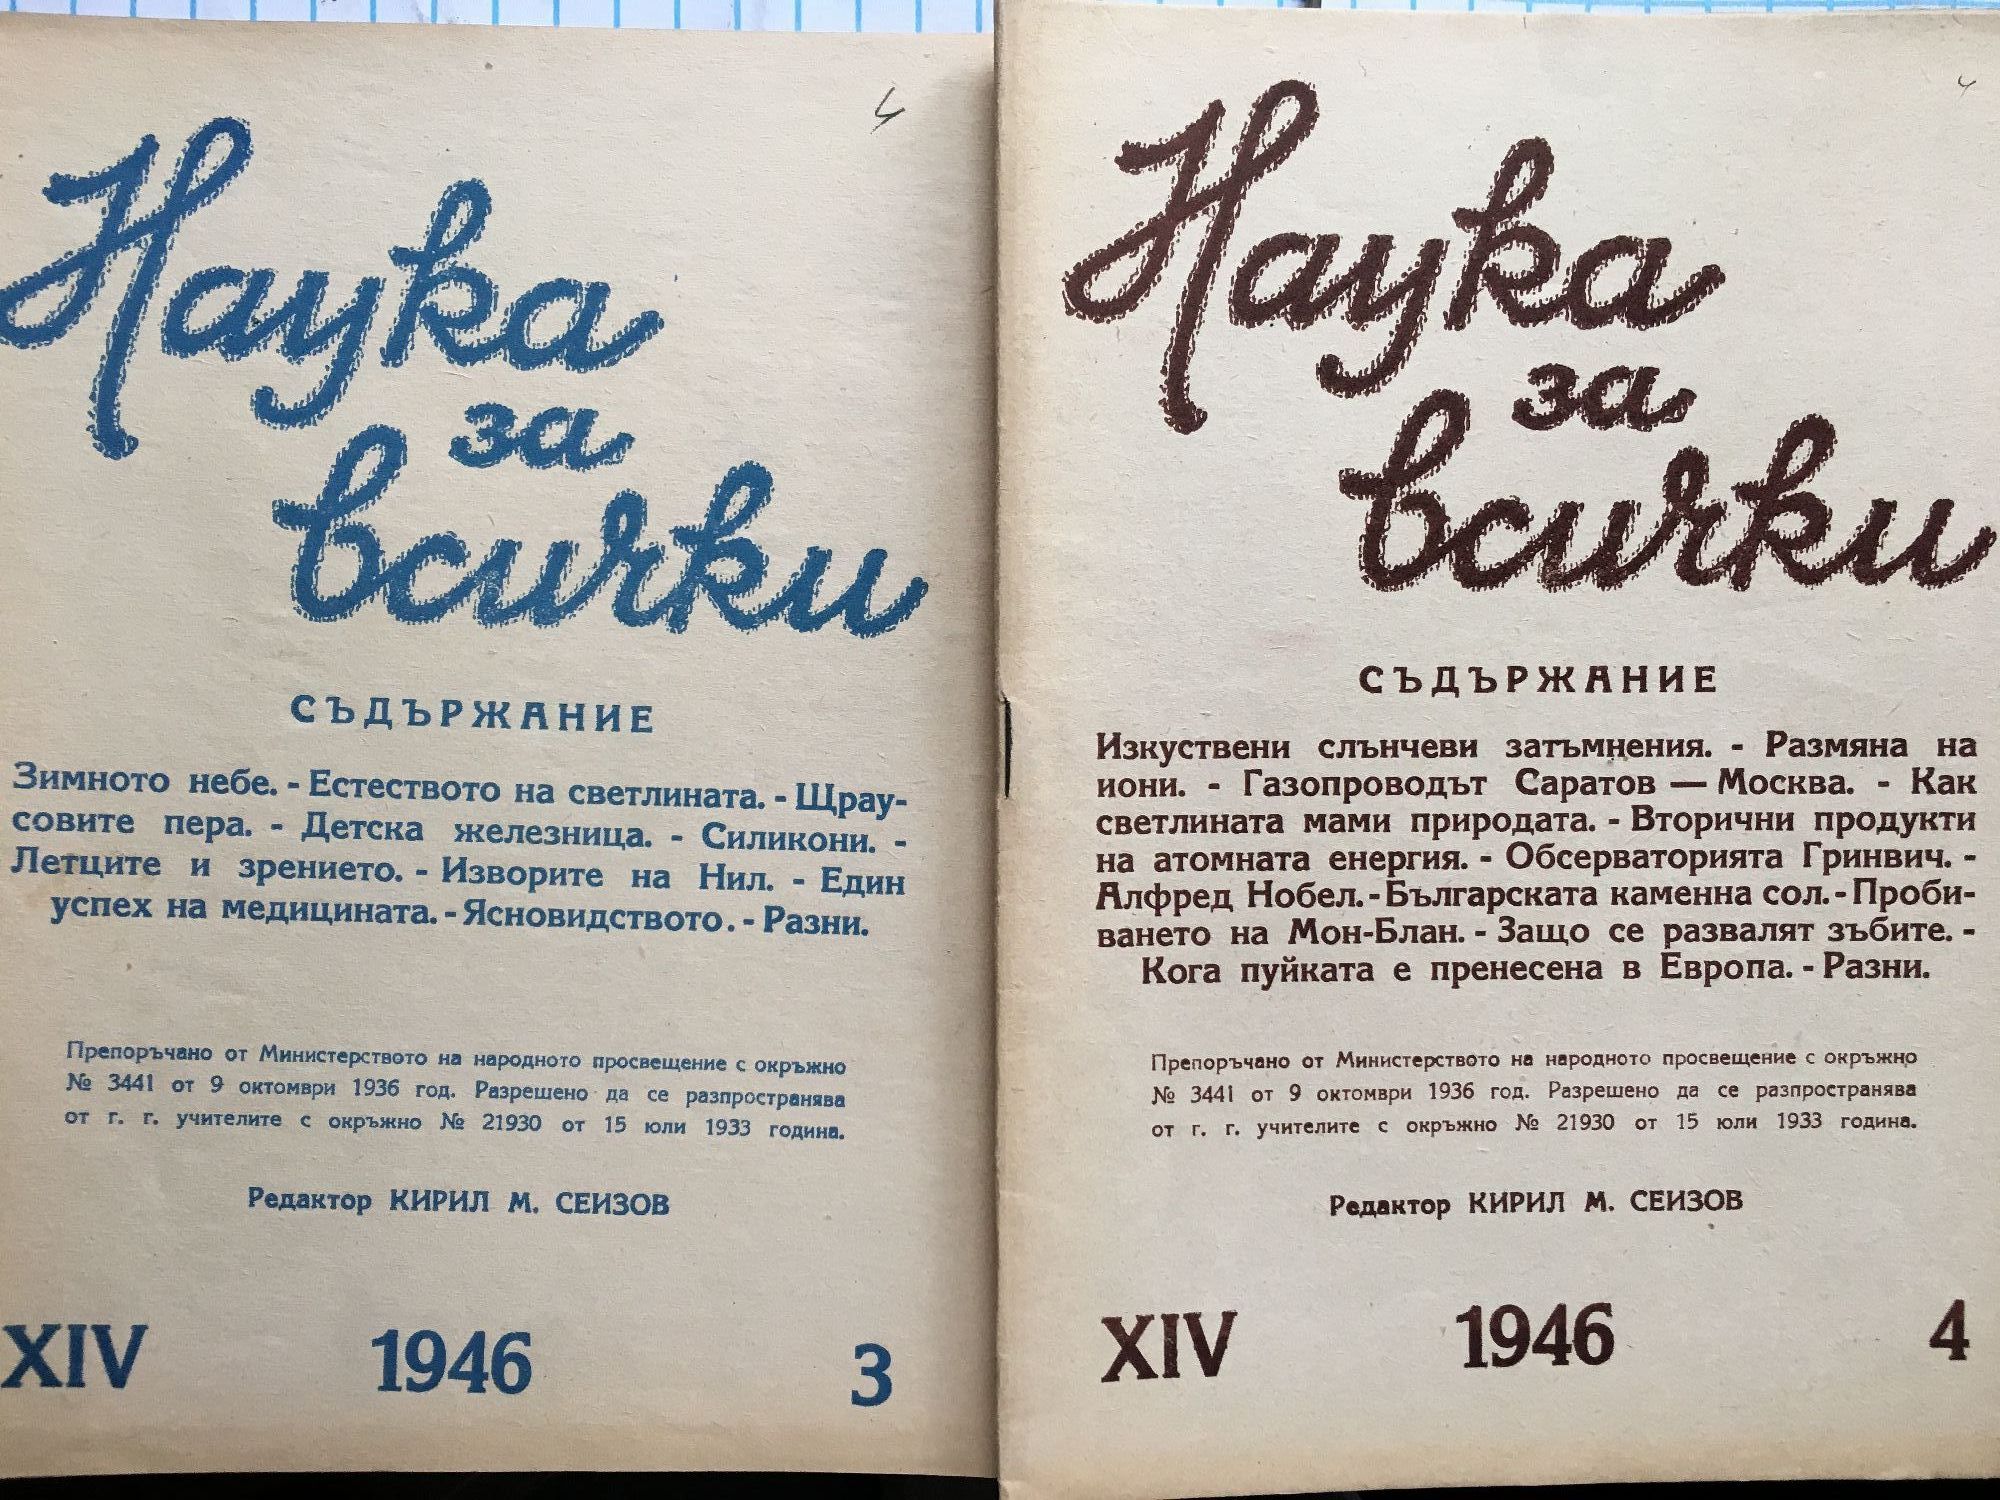 Наука
за
всички
СЪДЪРЖАНИЕ
Зимното небе. - Естеството на светлината. - Щрау-
совите пера. - Детска железница. - Силикони. -
Летците и зрението. - Изворите на Нил. - Един
успех на медицината. - Ясновидството. - Разни.
Препоръчано от Министерството на народното просвещение с окръжно
№ 3441 от 9 октомври 1936 год. Разрешено да се разпространява
от г. г. учителите с окръжно № 21930 от 15 юли 1933 година.
Редактор КИРИЛ М. СЕИЗОВ
XIV 1946 3
Наука
за
всички
СЪДЪРЖАНИЕ
Изкуствени слънчеви затъмнения. - Размяна на
иони. - Газопроводът Саратов — Москва. - Как
светлината мами природата. - Вторични продукти
на атомната енергия. - Обсерваторията Гринвич. -
Алфред Нобел. - Българската каменна сол. - Проби-
ването на Мон-Блан. - Защо се развалят зъбите. -
Кога пуйката е пренесена в Европа. - Разни.
Препоръчано от Министерството на народното просвещение с окръжно
№ 3441 от 9 октомври 1936 год. Разрешено да се разпространява
от г. г. учителите с окръжно № 21930 от 15 юли 1933 година.
Редактор КИРИЛ М. СЕИЗОВ
XIV 1946 4